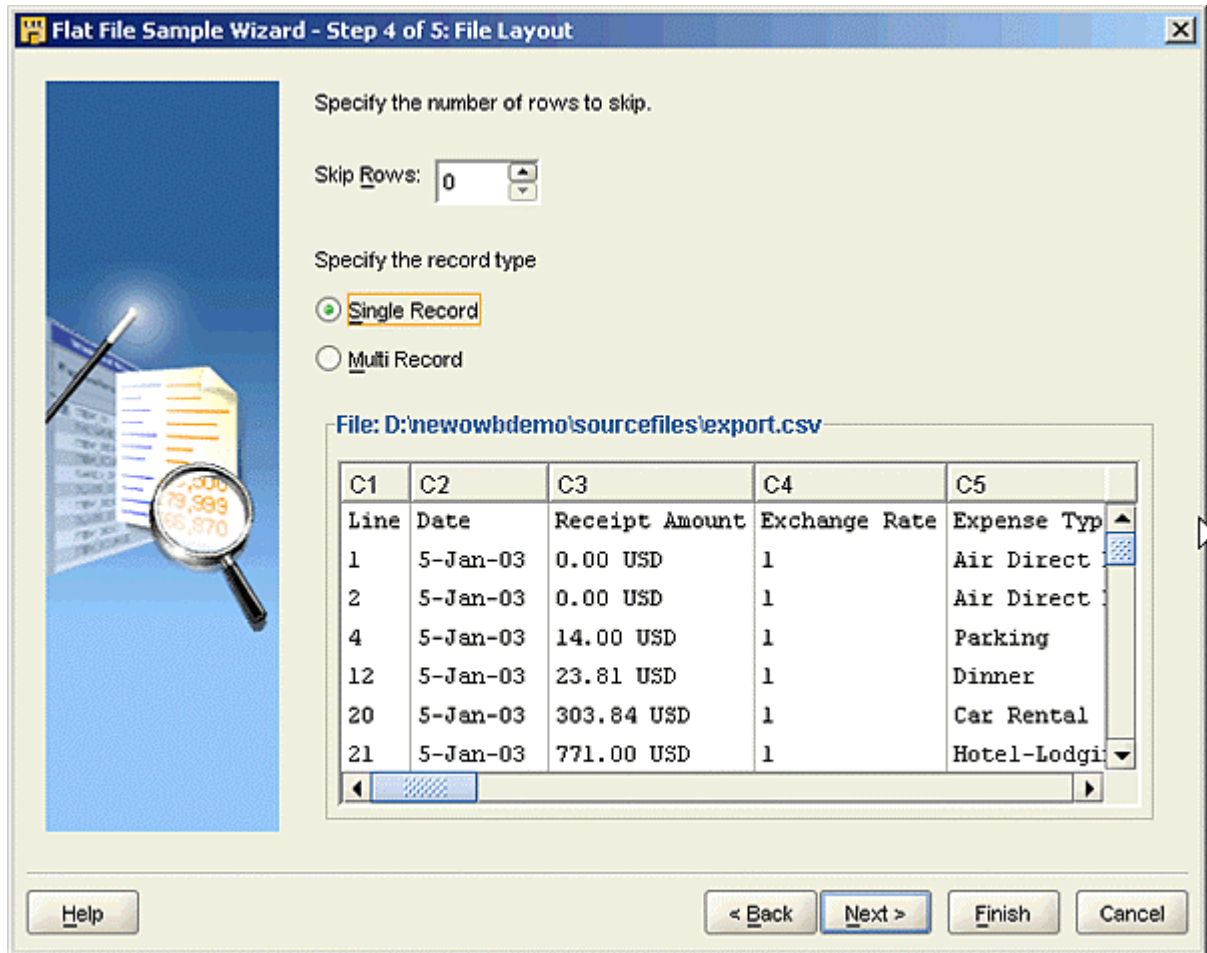 Flat File Sample Wizard - Step 4 of 5: File Layout
Specify the number of rows to skip.
Skip Rows: 0
Specify the record type
Single Record
Multi Record
File: D:\newowbdemo\sourcefiles\export.csv
C1 C2 C3 C4 C5
Line Date Receipt Amount Exchange Rate Expense Typ
1 5-Jan-03 0.00 USD 1 Air Direct
2 5-Jan-03 0.00 USD 1 Air Direct
4 5-Jan-03 14.00 USD 1 Parking
12 5-Jan-03 23.81 USD 1 Dinner
20 5-Jan-03 303.84 USD 1 Car Rental
21 5-Jan-03 771.00 USD 1 Hotel-Lodgi
Help < Back Next > Finish Cancel